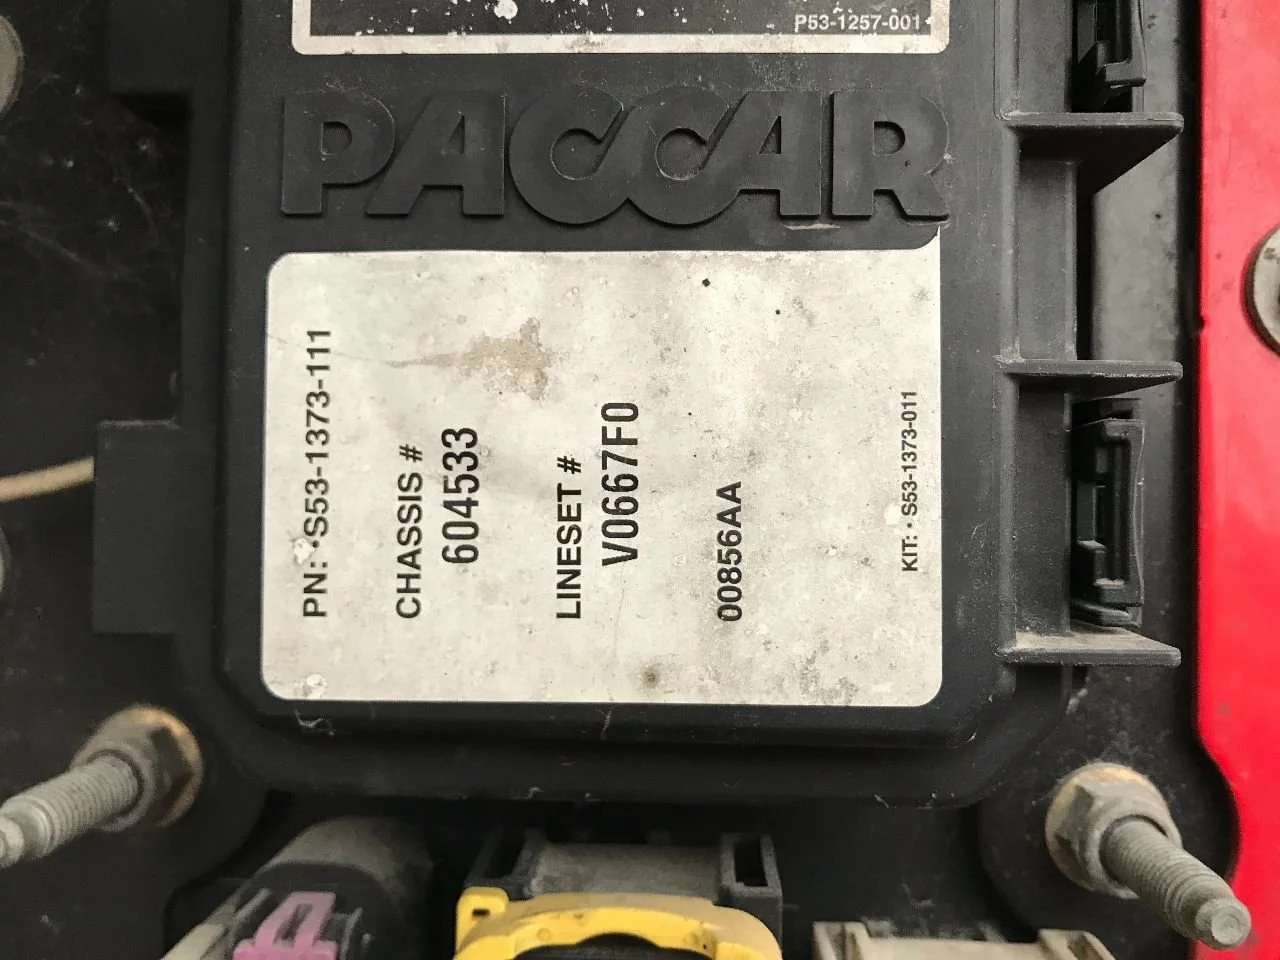 P53-1257-001
PACCAR
PN: •S53-1373-111
CHASSIS #
604533
LINESET #
V0667F0
00856AA
KIT: • S53-1373-011